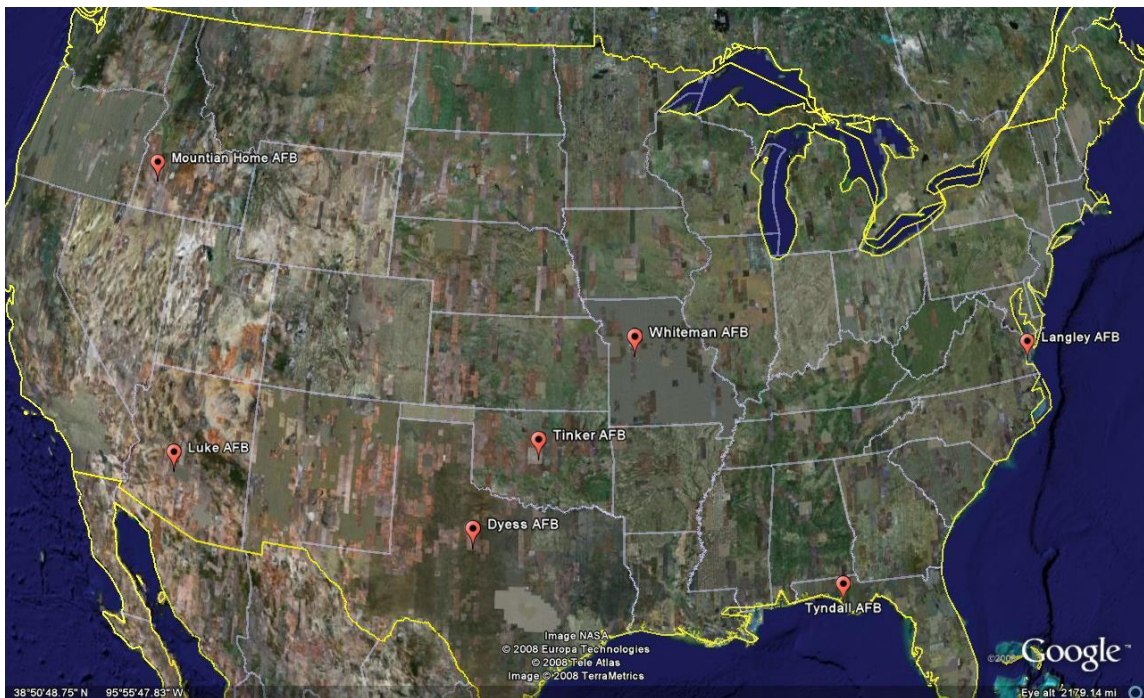 Mountian Home AFB
Whiteman AFB
Langley AFB
Luke AFB
Tinker AFB
Dyess AFB
Tyndall AFB
Image NASA
© 2008 Europa Technologies
© 2008 Tele Atlas
Image © 2008 TerraMetrics
Google™
38°50'48.75" N 95°55'47.83" W
Eye alt 2179.14 mi